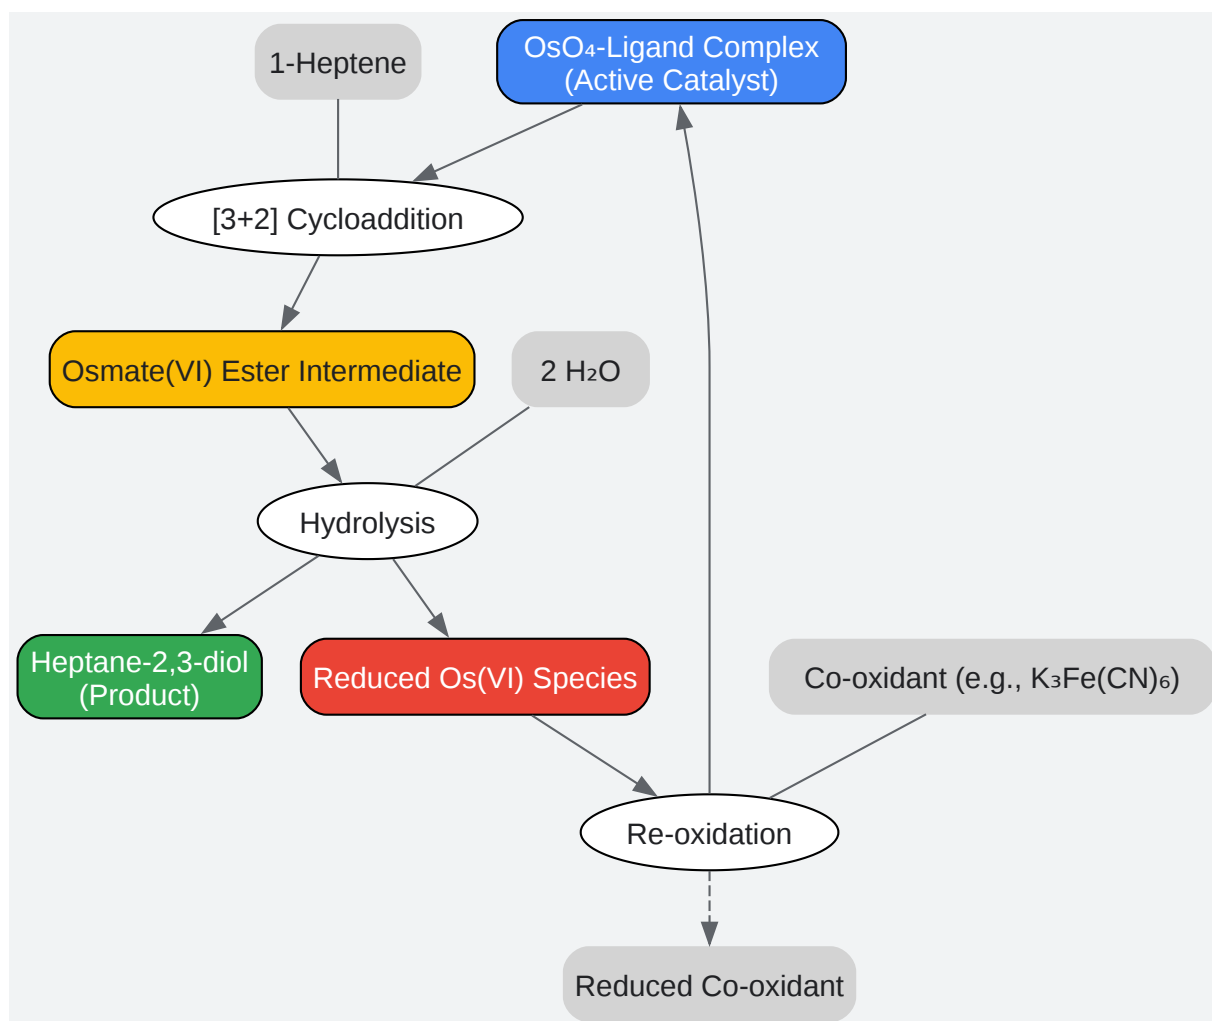 1-Heptene
OsO₄-Ligand Complex
(Active Catalyst)
[3+2] Cycloaddition
Osmate(VI) Ester Intermediate
2 H₂O
Hydrolysis
Heptane-2,3-diol
(Product)
Reduced Os(VI) Species
Co-oxidant (e.g., K₃Fe(CN)₆)
Re-oxidation
Reduced Co-oxidant